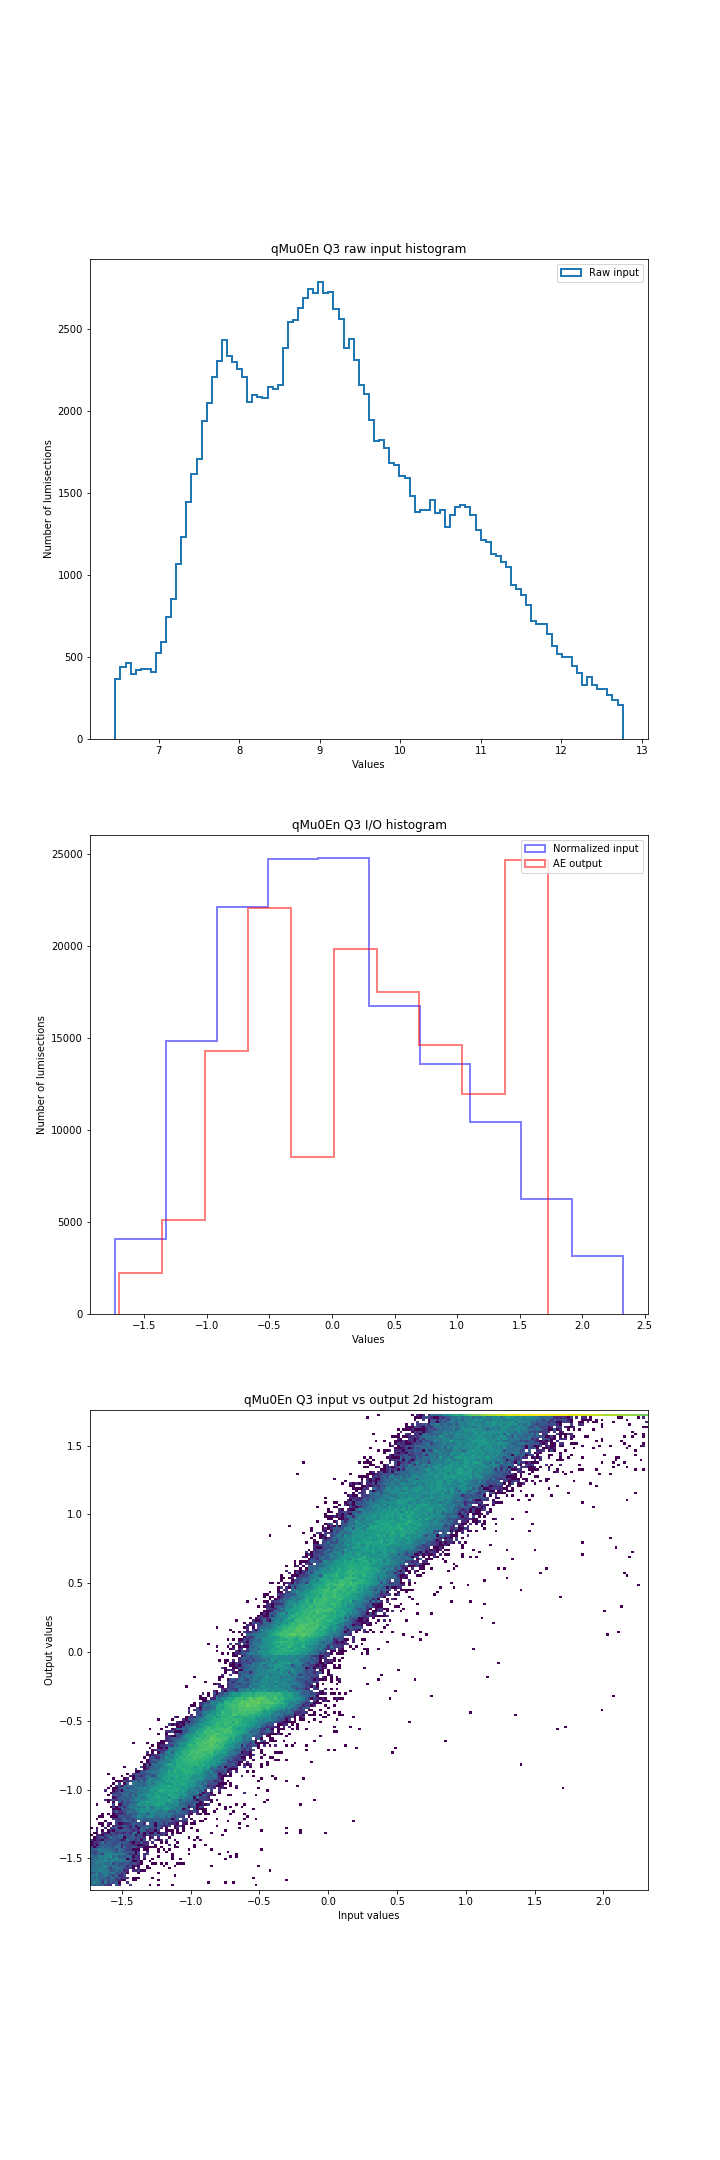 qMu0En Q3 raw input histogram
Raw input
Number of lumisections
2500
2000
1500
1000
500
0
7 8 9 10 11 12 13
Values
qMu0En Q3 I/O histogram
Normalized input
AE output
Number of lumisections
25000
20000
15000
10000
5000
0
−1.5 −1.0 −0.5 0.0 0.5 1.0 1.5 2.0 2.5
Values
qMu0En Q3 input vs output 2d histogram
Output values
1.5
1.0
0.5
0.0
−0.5
−1.0
−1.5
−1.5 −1.0 −0.5 0.0 0.5 1.0 1.5 2.0
Input values